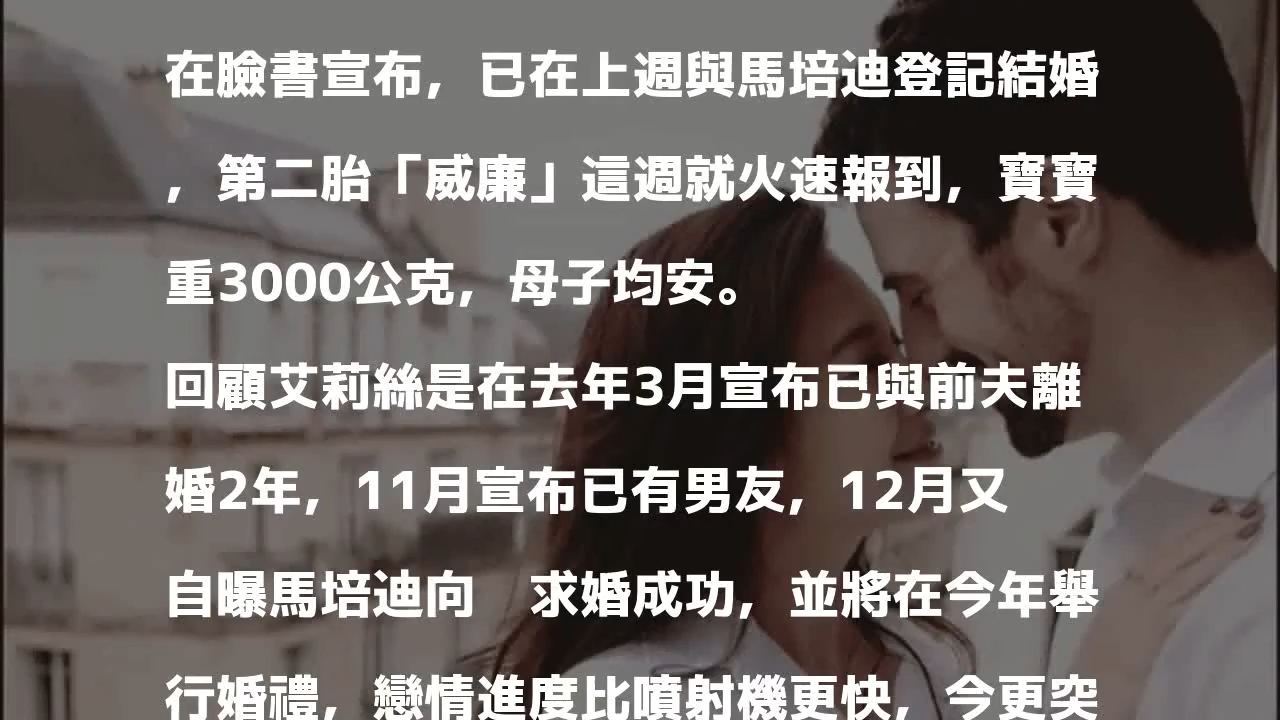 在臉書宣布，已在上週與馬培迪登記結婚
，第二胎「威廉」這週就火速報到，寶寶
重3000公克，母子均安。
回顧艾莉絲是在去年3月宣布已與前夫離
婚2年，11月宣布已有男友，12月又
自曝馬培迪向　求婚成功，並將在今年舉
行婚禮，戀情進度比噴射機更快，今更突